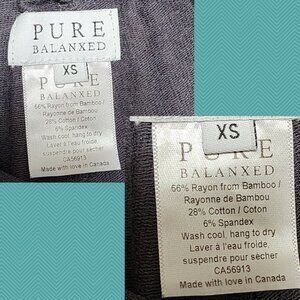 PURE
BALANXED
XS
PURE
BALANXED
66% Rayon from Bamboo /
Rayonne de Bambou
28% Cotton / Coton
6% Spandex
Wash cool, hang to dry
Laver à l'eau froide,
suspendre pour sècher
CA56913
Made with love in Canada
XS
PURE
BALANXED
66% Rayon from Bamboo /
Rayonne de Bambou
28% Cotton / Coton
6% Spandex
Wash cool, hang to dry
Laver à l'eau froide,
suspendre pour sècher
CA56913
Made with love in Canada